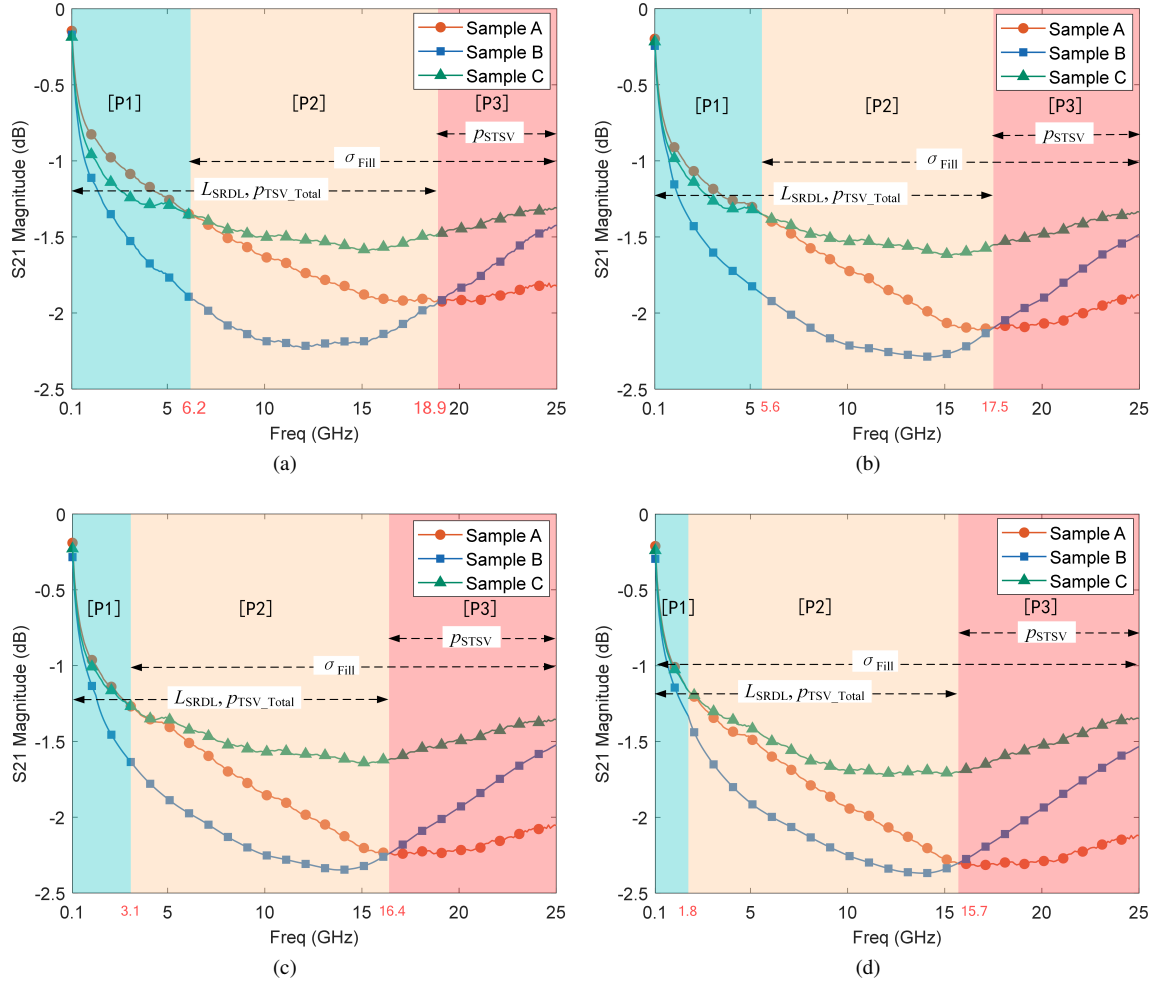 0
-0.5
-1
-1.5
-2
-2.5
S21 Magnitude (dB)
Sample A
Sample B
Sample C
[P1] [P2] [P3]
pSTSV
σFill
LSRDL, pTSV_Total
0.1 5 6.2 10 15 18.9 20 25
Freq (GHz)
(a)
0
-0.5
-1
-1.5
-2
-2.5
S21 Magnitude (dB)
Sample A
Sample B
Sample C
[P1] [P2] [P3]
pSTSV
σFill
LSRDL, pTSV_Total
0.1 5 5.6 10 15 17.5 20 25
Freq (GHz)
(b)
0
-0.5
-1
-1.5
-2
-2.5
S21 Magnitude (dB)
Sample A
Sample B
Sample C
[P1] [P2] [P3]
pSTSV
σFill
LSRDL, pTSV_Total
0.1 3.1 5 10 15 16.4 20 25
Freq (GHz)
(c)
0
-0.5
-1
-1.5
-2
-2.5
S21 Magnitude (dB)
Sample A
Sample B
Sample C
[P1] [P2] [P3]
pSTSV
σFill
LSRDL, pTSV_Total
0.1 1.8 5 10 15 15.7 20 25
Freq (GHz)
(d)